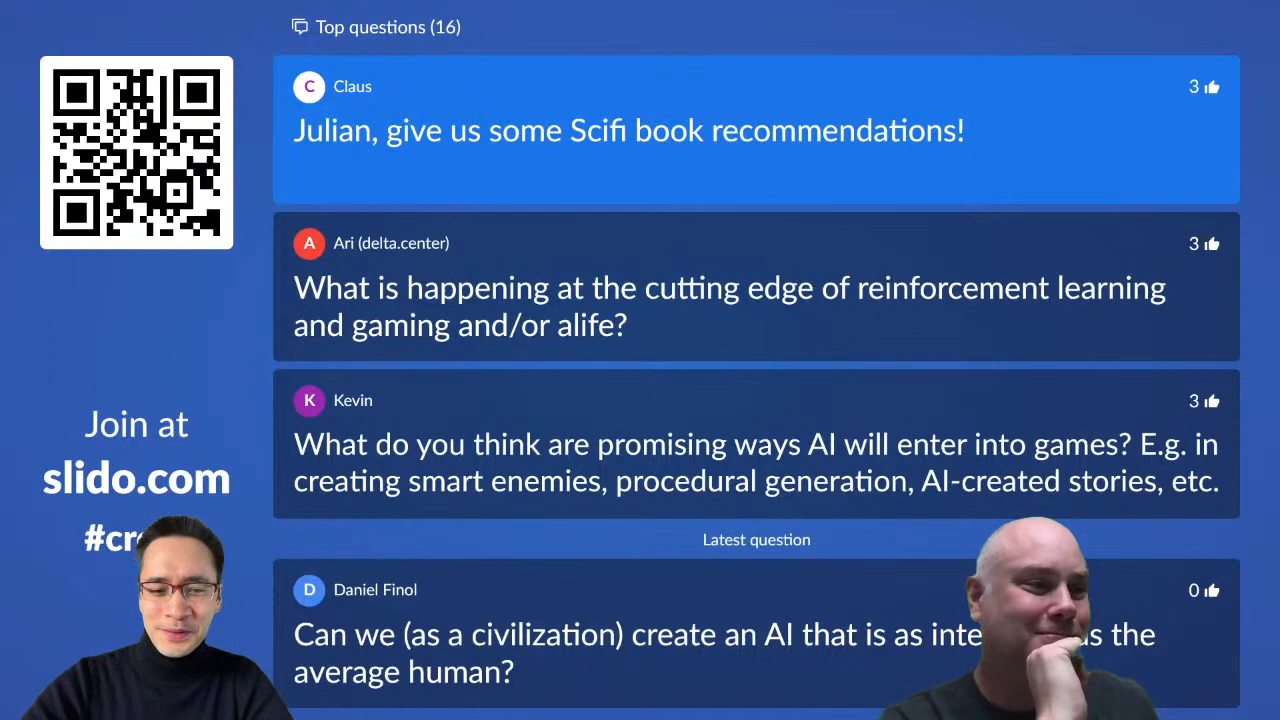 Top questions (16)
C Claus
3
Julian, give us some Scifi book recommendations!
A Ari (delta.center)
3
What is happening at the cutting edge of reinforcement learning
and gaming and/or alife?
K Kevin
3
What do you think are promising ways AI will enter into games? E.g. in
creating smart enemies, procedural generation, AI-created stories, etc.
Join at
slido.com
Latest question
D Daniel Finol
0
Can we (as a civilization) create an AI that is as the
average human?